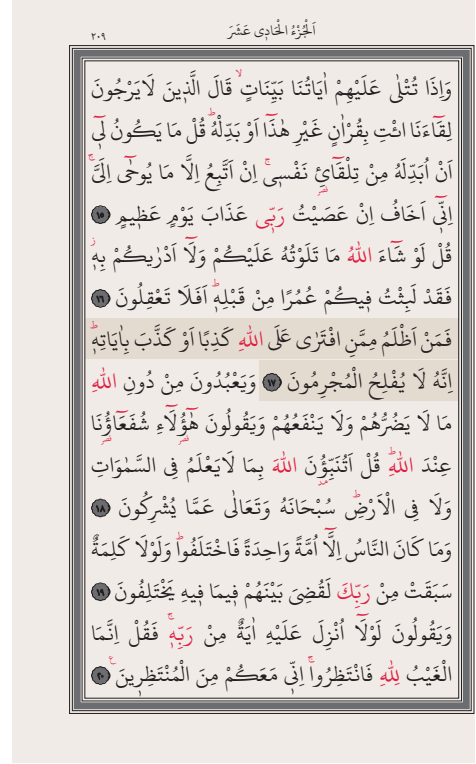 اَلْجُزْءُ الْحَادِى عَشَرَ
٢٠٩
وَاِذَا تُتْلٰى عَلَيْهِمْ اٰيَاتُنَا بَيِّنَاتٍۙ قَالَ الَّذ۪ينَ لَا يَرْجُونَ
لِقَٓاءَنَا ائْتِ بِقُرْاٰنٍ غَيْرِ هٰذَٓا اَوْ بَدِّلْهُۜ قُلْ مَا يَكُونُ ل۪ٓي
اَنْ اُبَدِّلَهُ مِنْ تِلْقَٓائِ۬ نَفْس۪يۚ اِنْ اَتَّبِعُ اِلَّا مَا يُوحٰٓى اِلَيَّۚ
اِنّ۪ٓي اَخَافُ اِنْ عَصَيْتُ رَبّ۪ي عَذَابَ يَوْمٍ عَظ۪يمٍ ١٥
قُلْ لَوْ شَٓاءَ اللّٰهُ مَا تَلَوْتُهُ عَلَيْكُمْ وَلَٓا اَدْرٰيكُمْ بِه۪ۘ
فَقَدْ لَبِثْتُ ف۪يكُمْ عُمُرًا مِنْ قَبْلِه۪ۜ اَفَلَا تَعْقِلُونَ ١٦
فَمَنْ اَظْلَمُ مِمَّنِ افْتَرٰى عَلَى اللّٰهِ كَذِبًا اَوْ كَذَّبَ بِاٰيَاتِه۪ۜ
اِنَّهُ لَا يُفْلِحُ الْمُجْرِمُونَ ١٧ وَيَعْبُدُونَ مِنْ دُونِ اللّٰهِ
مَا لَا يَضُرُّهُمْ وَلَا يَنْفَعُهُمْ وَيَقُولُونَ هٰٓؤُ۬لَٓاءِ شُفَعَٓاؤُ۬نَا
عِنْدَ اللّٰهِۜ قُلْ اَتُنَبِّؤُ۫نَ اللّٰهَ بِمَا لَا يَعْلَمُ فِي السَّمٰوَاتِ
وَلَا فِي الْاَرْضِۜ سُبْحَانَهُ وَتَعَالٰى عَمَّا يُشْرِكُونَ ١٨
وَمَا كَانَ النَّاسُ اِلَّٓا اُمَّةً وَاحِدَةً فَاخْتَلَفُواۜ وَلَوْلَا كَلِمَةٌ
سَبَقَتْ مِنْ رَبِّكَ لَقُضِيَ بَيْنَهُمْ ف۪يمَا ف۪يهِ يَخْتَلِفُونَ ١٩
وَيَقُولُونَ لَوْلَٓا اُنْزِلَ عَلَيْهِ اٰيَةٌ مِنْ رَبِّه۪ۚ فَقُلْ اِنَّمَا
الْغَيْبُ لِلّٰهِ فَانْتَظِرُواۚ اِنّ۪ي مَعَكُمْ مِنَ الْمُنْتَظِر۪ينَ۟ ٢٠